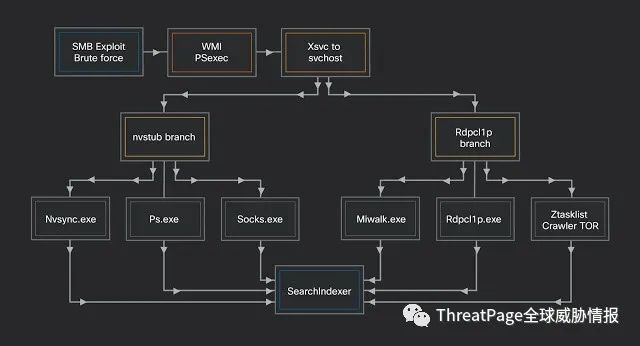 SMB Exploit
Brute force
WMI
PSexec
Xsvc to
svchost
nvstub branch
Rdpcl1p
branch
Nvsync.exe
Ps.exe
Socks.exe
Miwalk.exe
Rdpcl1p.exe
Ztasklist
Crawler TOR
SearchIndexer
ThreatPage全球威胁情报